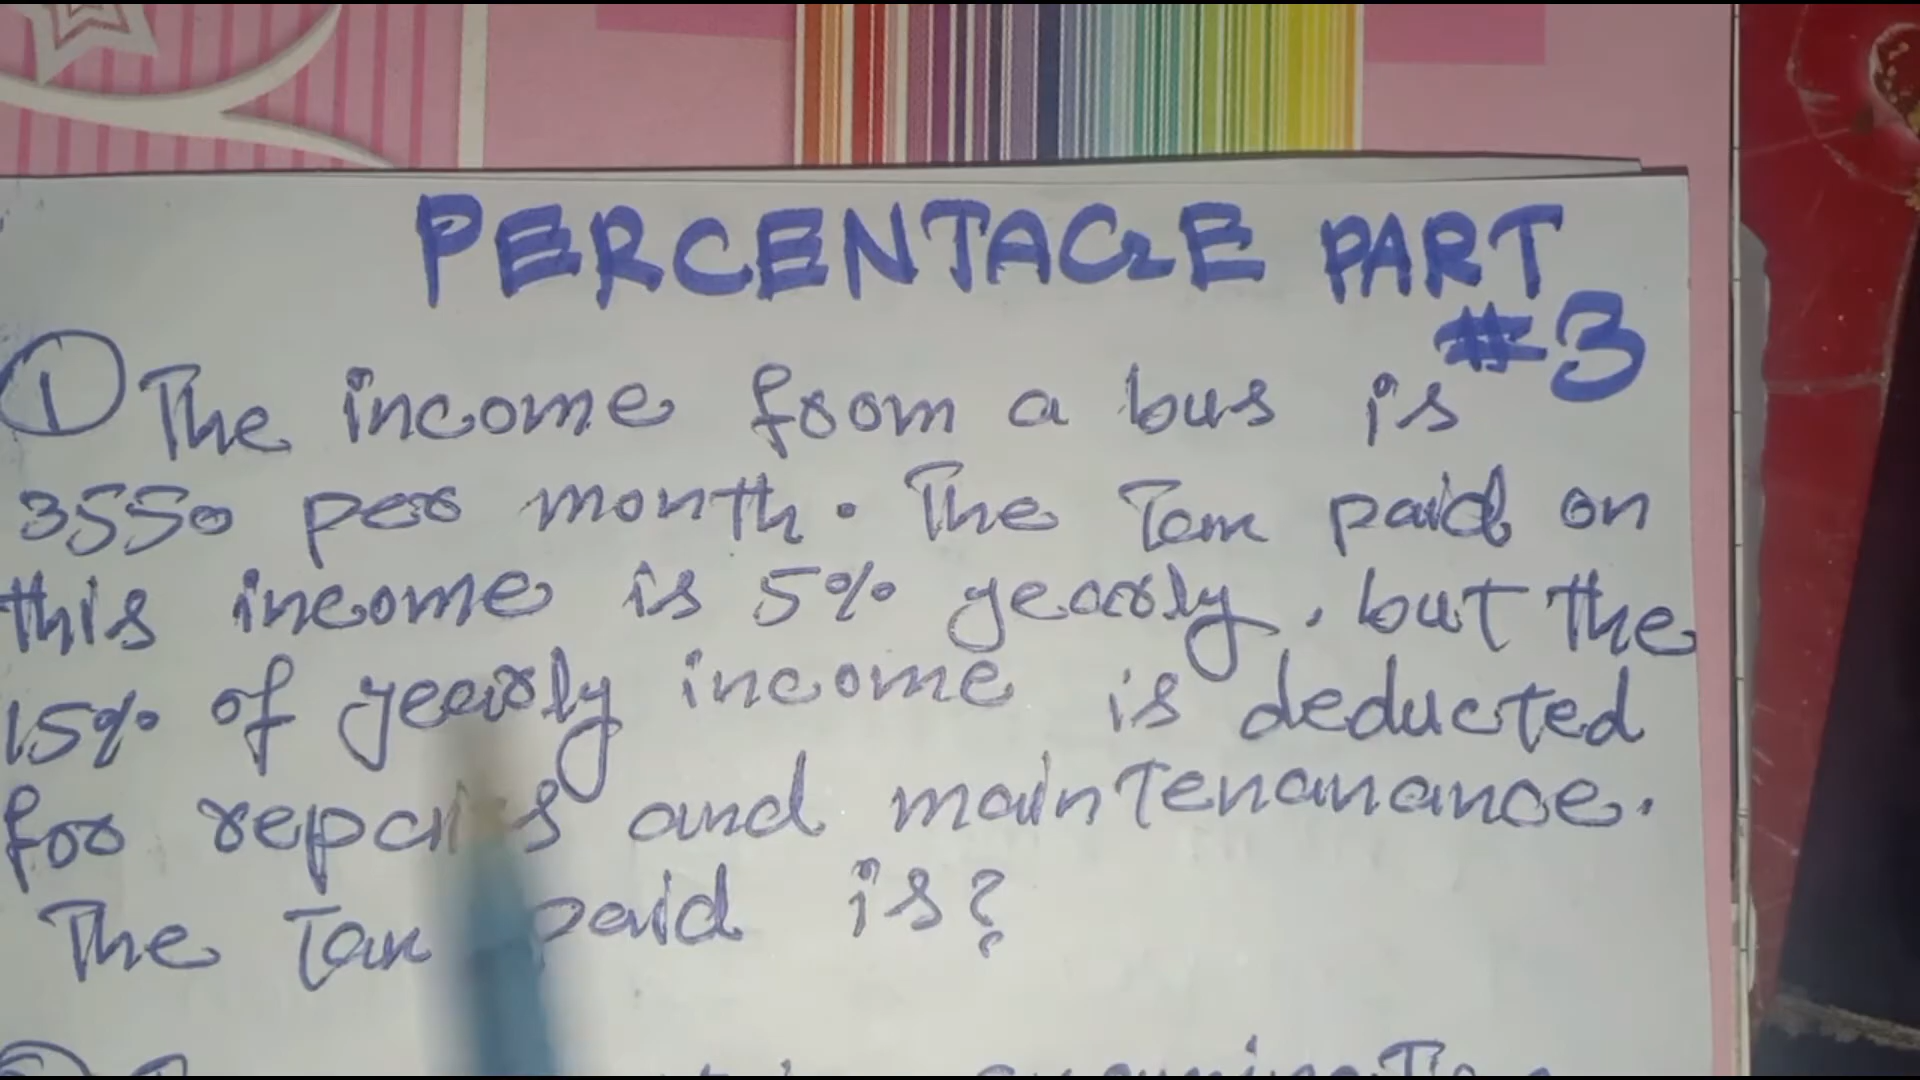 PERCENTAGE PART
#3
① The income from a bus is
3550 per month. The Tax paid on
this income is 5% yearly, but the
15% of yearly income is deducted
for repairs and maintenanance.
The Tax paid is?